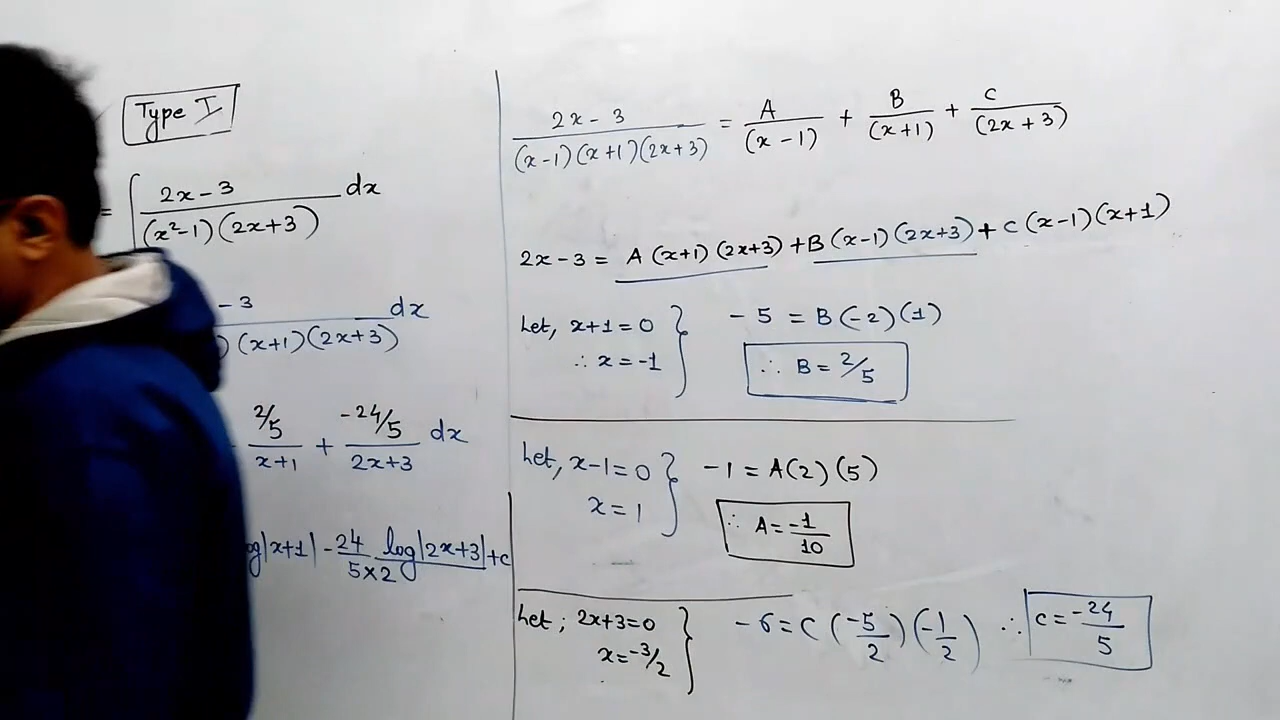 Type I
= ∫ 2x - 3 / (x²-1)(2x+3) dx
- 3 / (x+1)(2x+3) dx
2/5 / x+1 + -24/5 / 2x+3 dx
log|x+1| - 24/5×2 log|2x+3| + c
2x - 3 / (x-1)(x+1)(2x+3) = A / (x-1) + B / (x+1) + C / (2x+3)
2x-3 = A(x+1)(2x+3) + B(x-1)(2x+3) + C(x-1)(x+1)
Let, x+1=0 } - 5 = B(-2)(1)
∴ x = -1 ∴ B = 2/5
Let, x-1=0 } -1 = A(2)(5)
x = 1 ∴ A = -1/10
Let; 2x+3=0 } -6 = C(-5/2)(-1/2) ∴ C = -24/5
x = -3/2